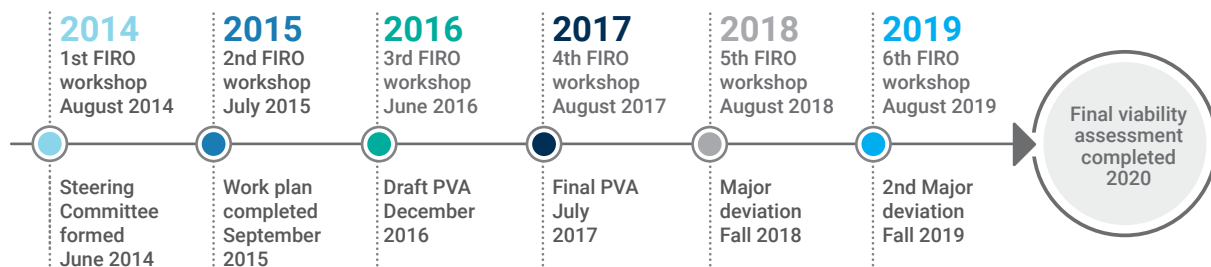 2014
1st FIRO
workshop
August 2014
Steering
Committee
formed
June 2014
2015
2nd FIRO
workshop
July 2015
Work plan
completed
September
2015
2016
3rd FIRO
workshop
June 2016
Draft PVA
December
2016
2017
4th FIRO
workshop
August 2017
Final PVA
July
2017
2018
5th FIRO
workshop
August 2018
Major
deviation
Fall 2018
2019
6th FIRO
workshop
August 2019
2nd Major
deviation
Fall 2019
Final viability
assessment
completed
2020